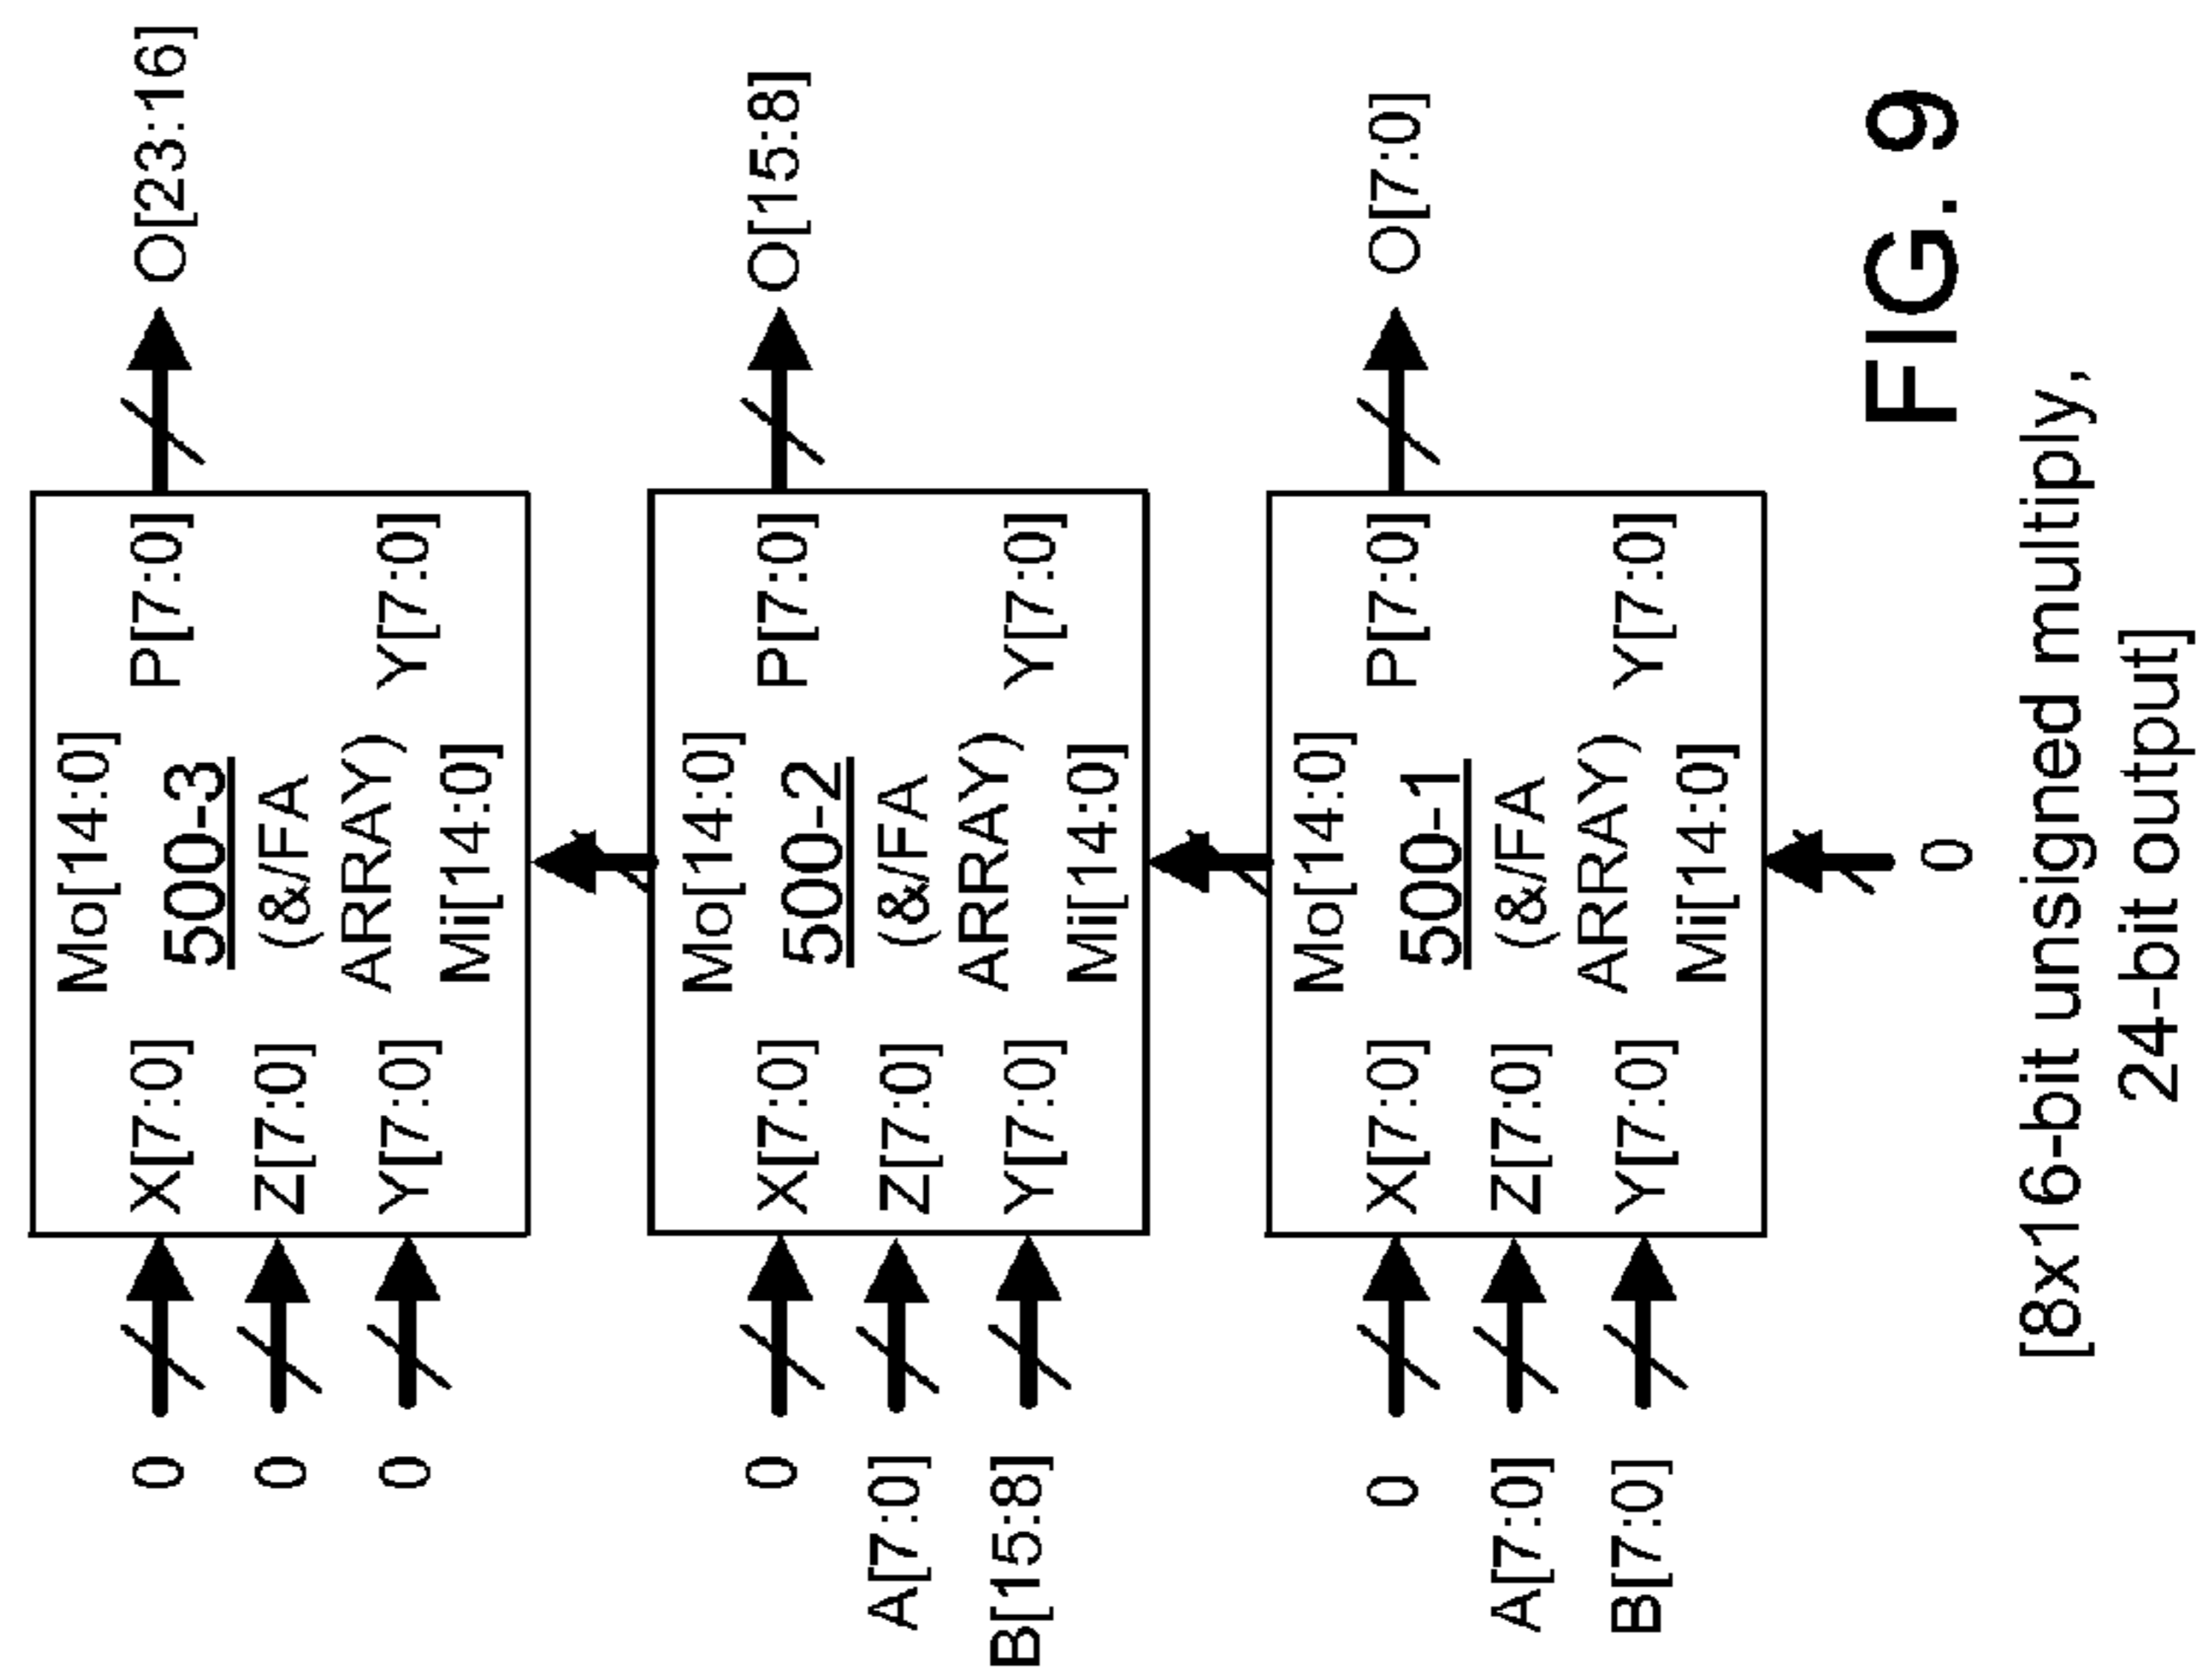 0
X[7:0]
Mo[14:0]
P[7:0]
O[23:16]
500-3
0
Z[7:0]
(&/FA
0
Y[7:0]
ARRAY)
Y[7:0]
Mi[14:0]
0
X[7:0]
Mo[14:0]
P[7:0]
O[15:8]
500-2
A[7:0]
Z[7:0]
(&/FA
B[15:8]
Y[7:0]
ARRAY)
Y[7:0]
Mi[14:0]
0
X[7:0]
Mo[14:0]
P[7:0]
O[7:0]
500-1
A[7:0]
Z[7:0]
(&/FA
B[7:0]
Y[7:0]
ARRAY)
Y[7:0]
Mi[14:0]
0
FIG. 9
[8x16-bit unsigned multiply,
24-bit output]